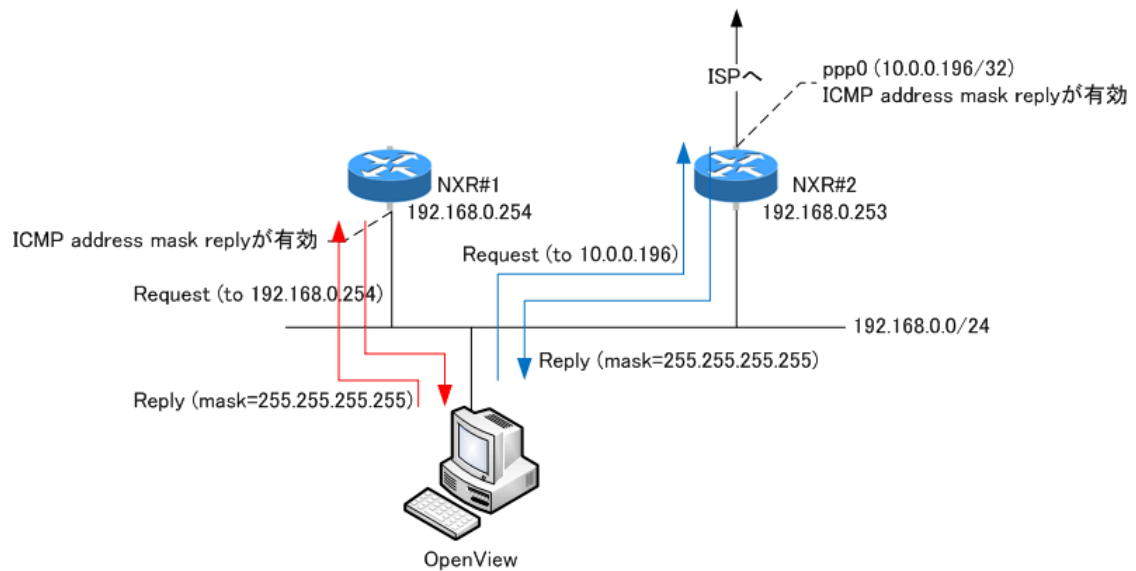 ISPへ
ppp0 (10.0.0.196/32)
ICMP address mask replyが有効
NXR#1
192.168.0.254
NXR#2
192.168.0.253
ICMP address mask replyが有効
Request (to 10.0.0.196)
Request (to 192.168.0.254)
192.168.0.0/24
Reply (mask=255.255.255.255)
Reply (mask=255.255.255.255)
OpenView